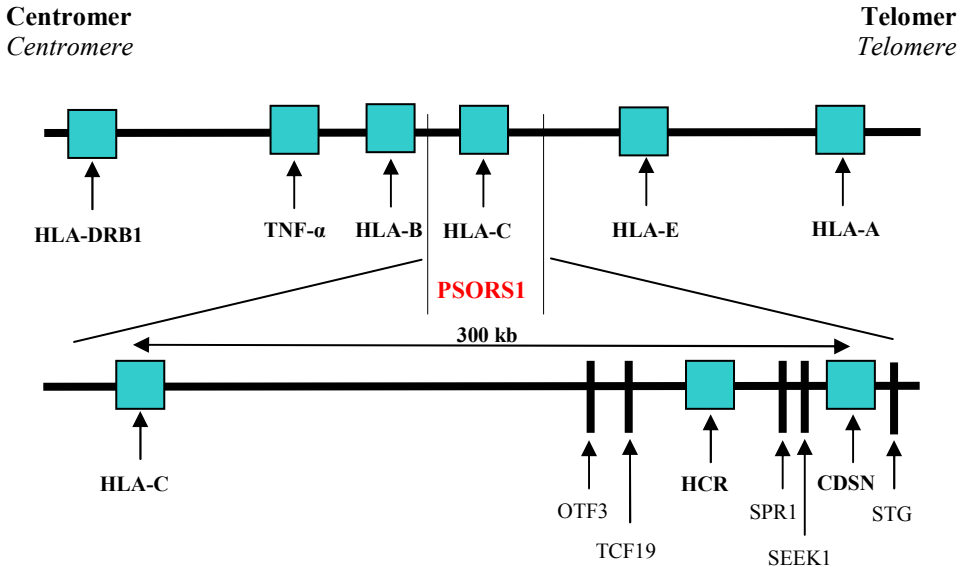 Centromer Telomer
Centromere Telomere
HLA-DRB1 TNF-α HLA-B HLA-C HLA-E HLA-A
PSORS1
300 kb
HLA-C HCR CDSN
OTF3 SPR1 STG
TCF19 SEEK1